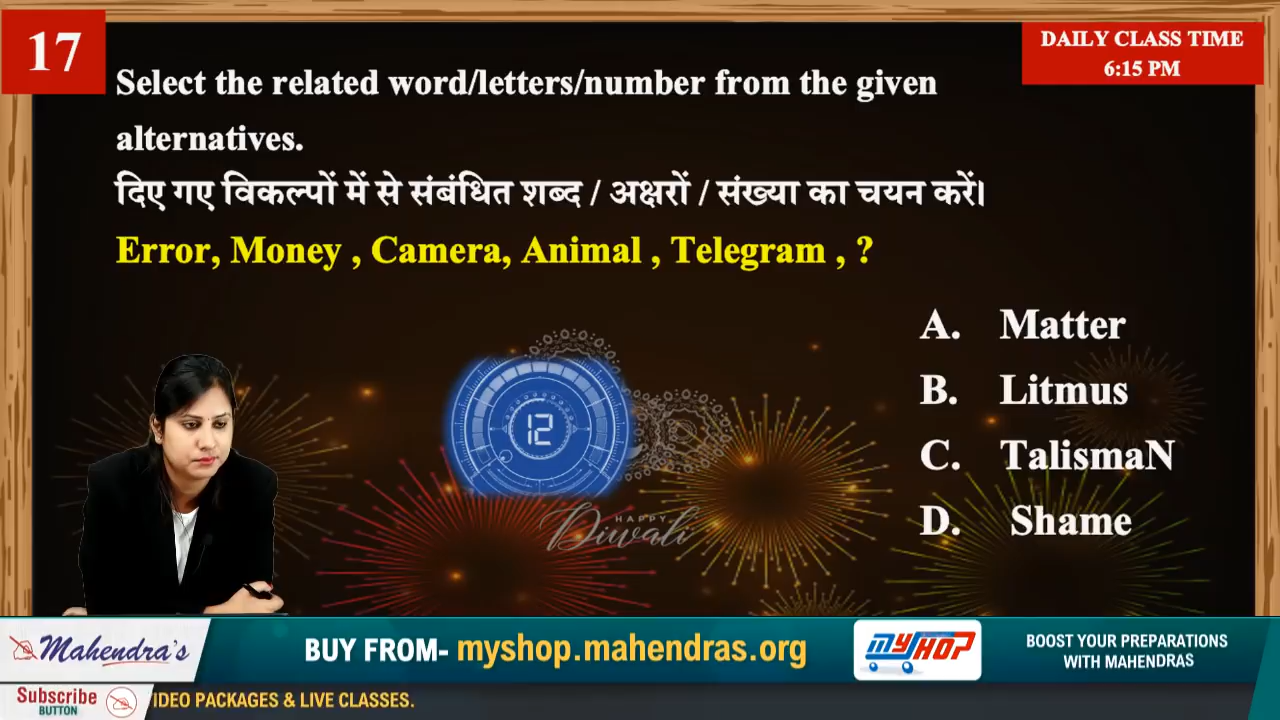 17
DAILY CLASS TIME
6:15 PM
Select the related word/letters/number from the given
alternatives.
दिए गए विकल्पों में से संबंधित शब्द / अक्षरों / संख्या का चयन करें।
Error, Money , Camera, Animal , Telegram , ?
A. Matter
B. Litmus
C. TalismaN
D. Shame
12
HAPPY
Diwali
Mahendra's
BUY FROM- myshop.mahendras.org
MYSHOP
BOOST YOUR PREPARATIONS
WITH MAHENDRAS
Subscribe
BUTTON
IDEO PACKAGES & LIVE CLASSES.